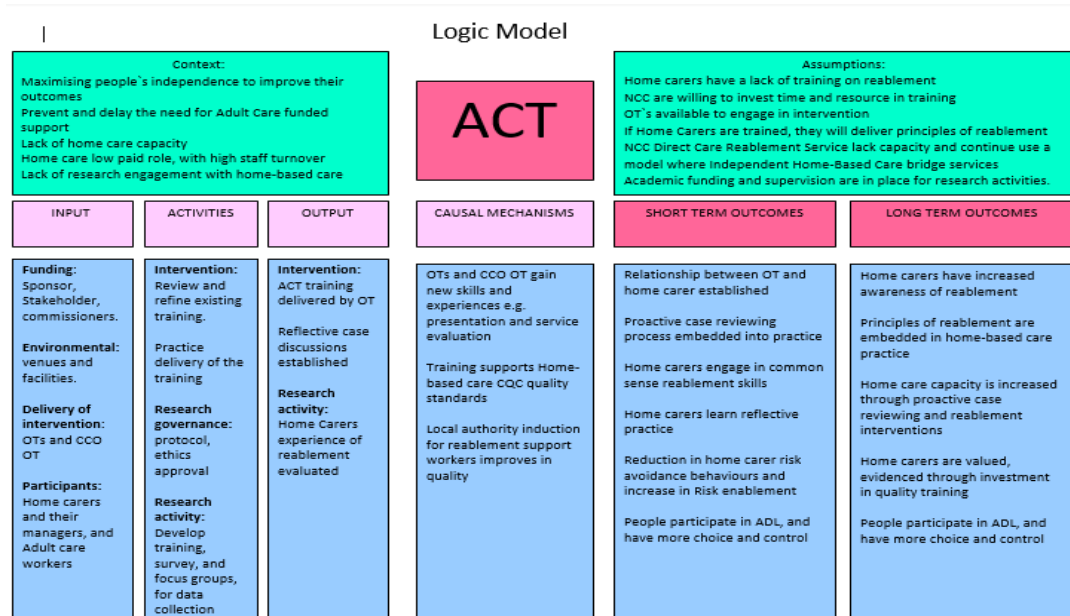 Logic Model
Context:
Maximising people`s independence to improve their
outcomes
Prevent and delay the need for Adult Care funded
support
Lack of home care capacity
Home care low paid role, with high staff turnover
Lack of research engagement with home-based care
ACT
Assumptions:
Home carers have a lack of training on reablement
NCC are willing to invest time and resource in training
OT`s available to engage in intervention
If Home Carers are trained, they will deliver principles of reablement
NCC Direct Care Reablement Service lack capacity and continue use a
model where Independent Home-Based Care bridge services
Academic funding and supervision are in place for research activities.
INPUT
ACTIVITIES
OUTPUT
CAUSAL MECHANISMS
SHORT TERM OUTCOMES
LONG TERM OUTCOMES
Funding:
Sponsor,
Stakeholder,
commissioners.
Environmental:
venues and
facilities.
Delivery of
intervention:
OTs and CCO
OT
Participants:
Home carers
and their
managers, and
Adult care
workers
Intervention:
Review and
refine existing
training.
Practice
delivery of the
training
Research
governance:
protocol,
ethics
approval
Research
activity:
Develop
training,
survey, and
focus groups,
for data
collection
Intervention:
ACT training
delivered by OT
Reflective case
discussions
established
Research
activity:
Home Carers
experience of
reablement
evaluated
OTs and CCO OT gain
new skills and
experiences e.g.
presentation and service
evaluation
Training supports Home-
based care CQC quality
standards
Local authority induction
for reablement support
workers improves in
quality
Relationship between OT and
home carer established
Proactive case reviewing
process embedded into practice
Home carers engage in common
sense reablement skills
Home carers learn reflective
practice
Reduction in home carer risk
avoidance behaviours and
increase in Risk enablement
People participate in ADL, and
have more choice and control
Home carers have increased
awareness of reablement
Principles of reablement are
embedded in home-based care
practice
Home care capacity is increased
through proactive case
reviewing and reablement
interventions
Home carers are valued,
evidenced through investment
in quality training
People participate in ADL, and
have more choice and control